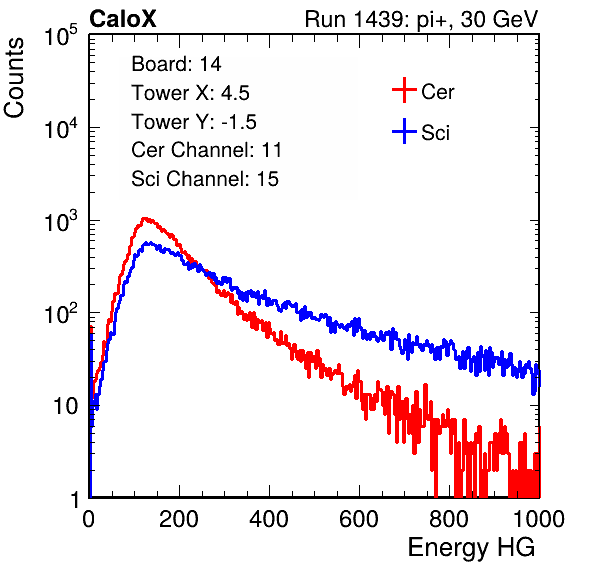 CaloX Run 1439: pi+, 30 GeV
Counts
Board: 14
Tower X: 4.5
Tower Y: -1.5
Cer Channel: 11
Sci Channel: 15
Cer
Sci
10^5
10^4
10^3
10^2
10
1
0 200 400 600 800 1000
Energy HG